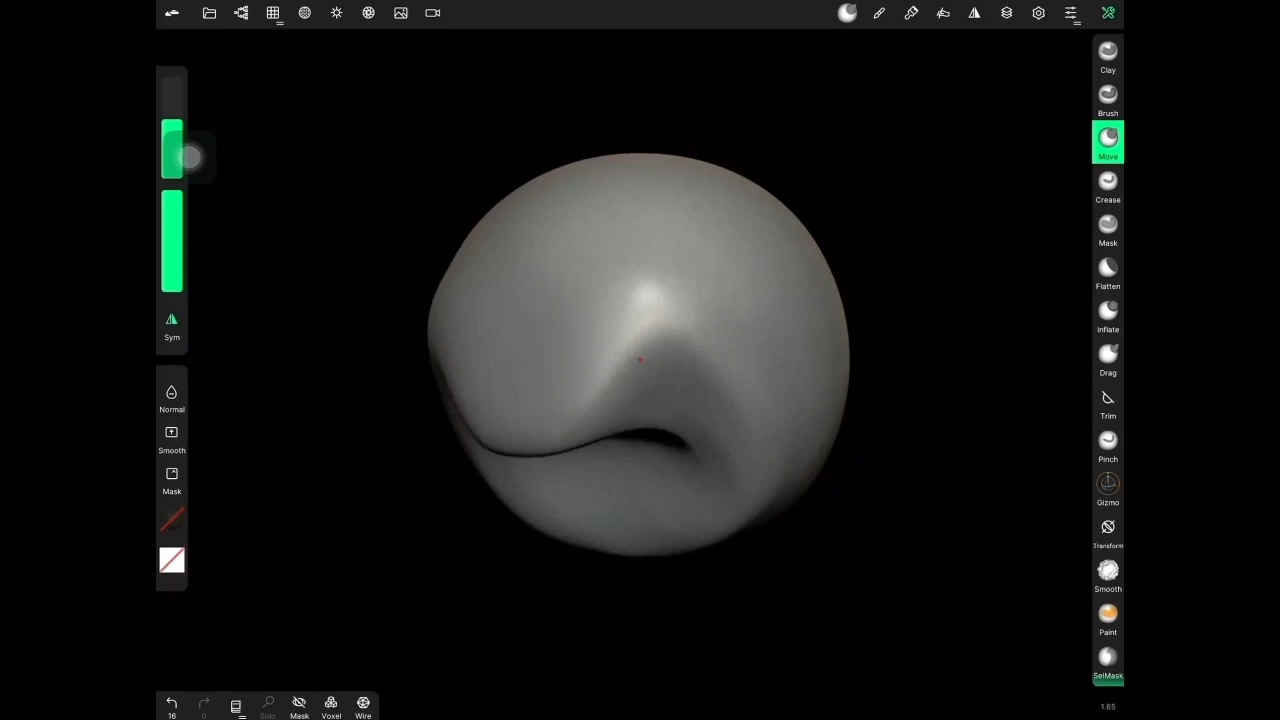 Clay
Brush
Move
Crease
Mask
Flatten
Inflate
Drag
Trim
Pinch
Gizmo
Transform
Smooth
Paint
SelMask
1.65
Sym
Normal
Smooth
Mask
16
0
Solo
Mask
Voxel
Wire